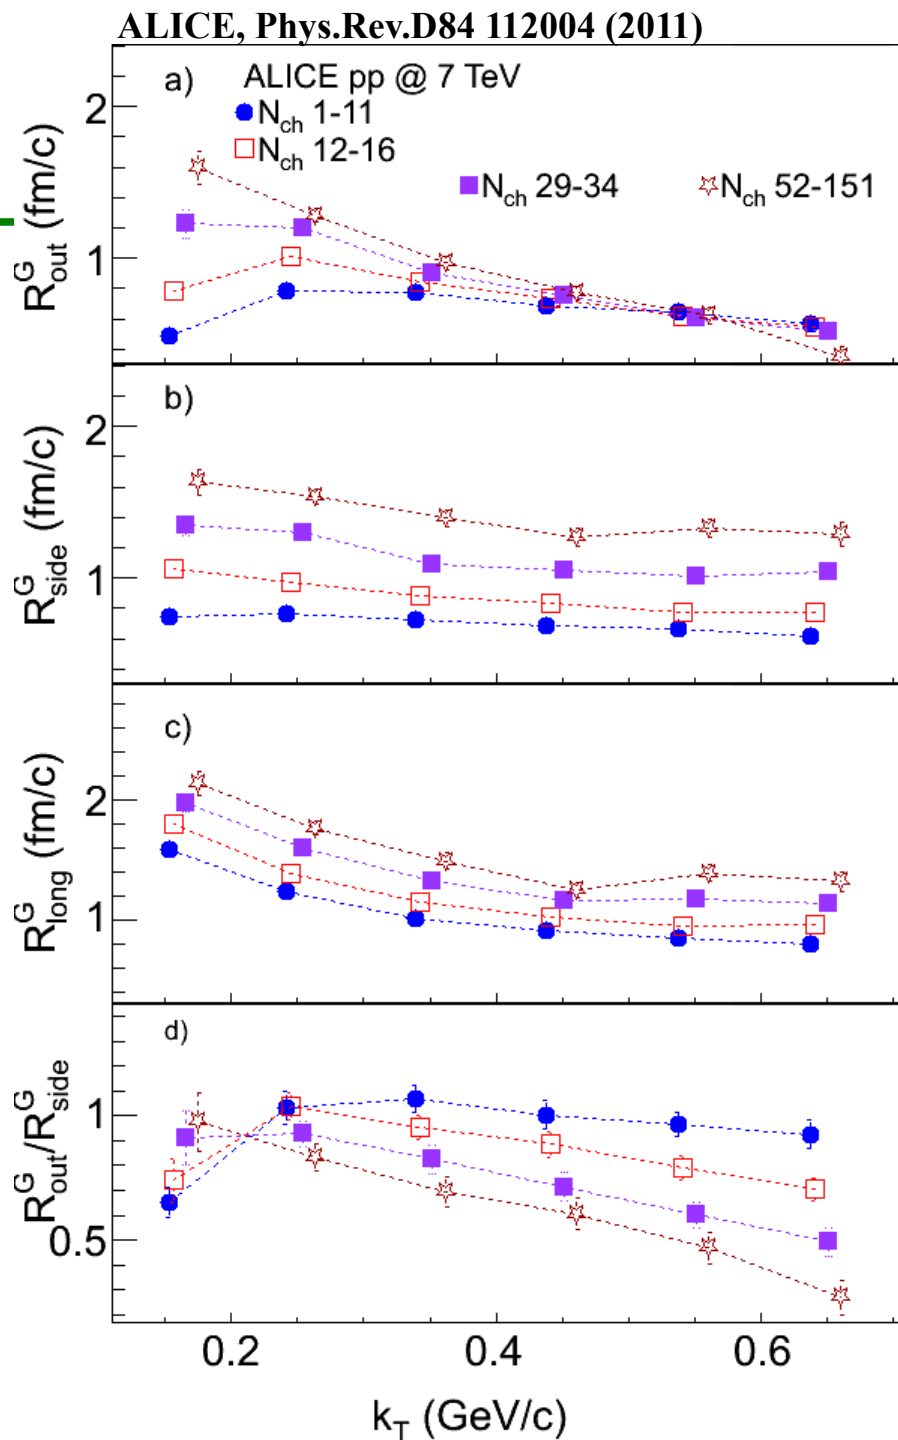 ALICE, Phys.Rev.D84 112004 (2011)
a)
ALICE pp @ 7 TeV
N_ch 1-11
N_ch 12-16
N_ch 29-34
N_ch 52-151
2
1
R^G_out (fm/c)
b)
2
1
R^G_side (fm/c)
c)
2
1
R^G_long (fm/c)
d)
1
0.5
R^G_out/R^G_side
0.2 0.4 0.6
k_T (GeV/c)